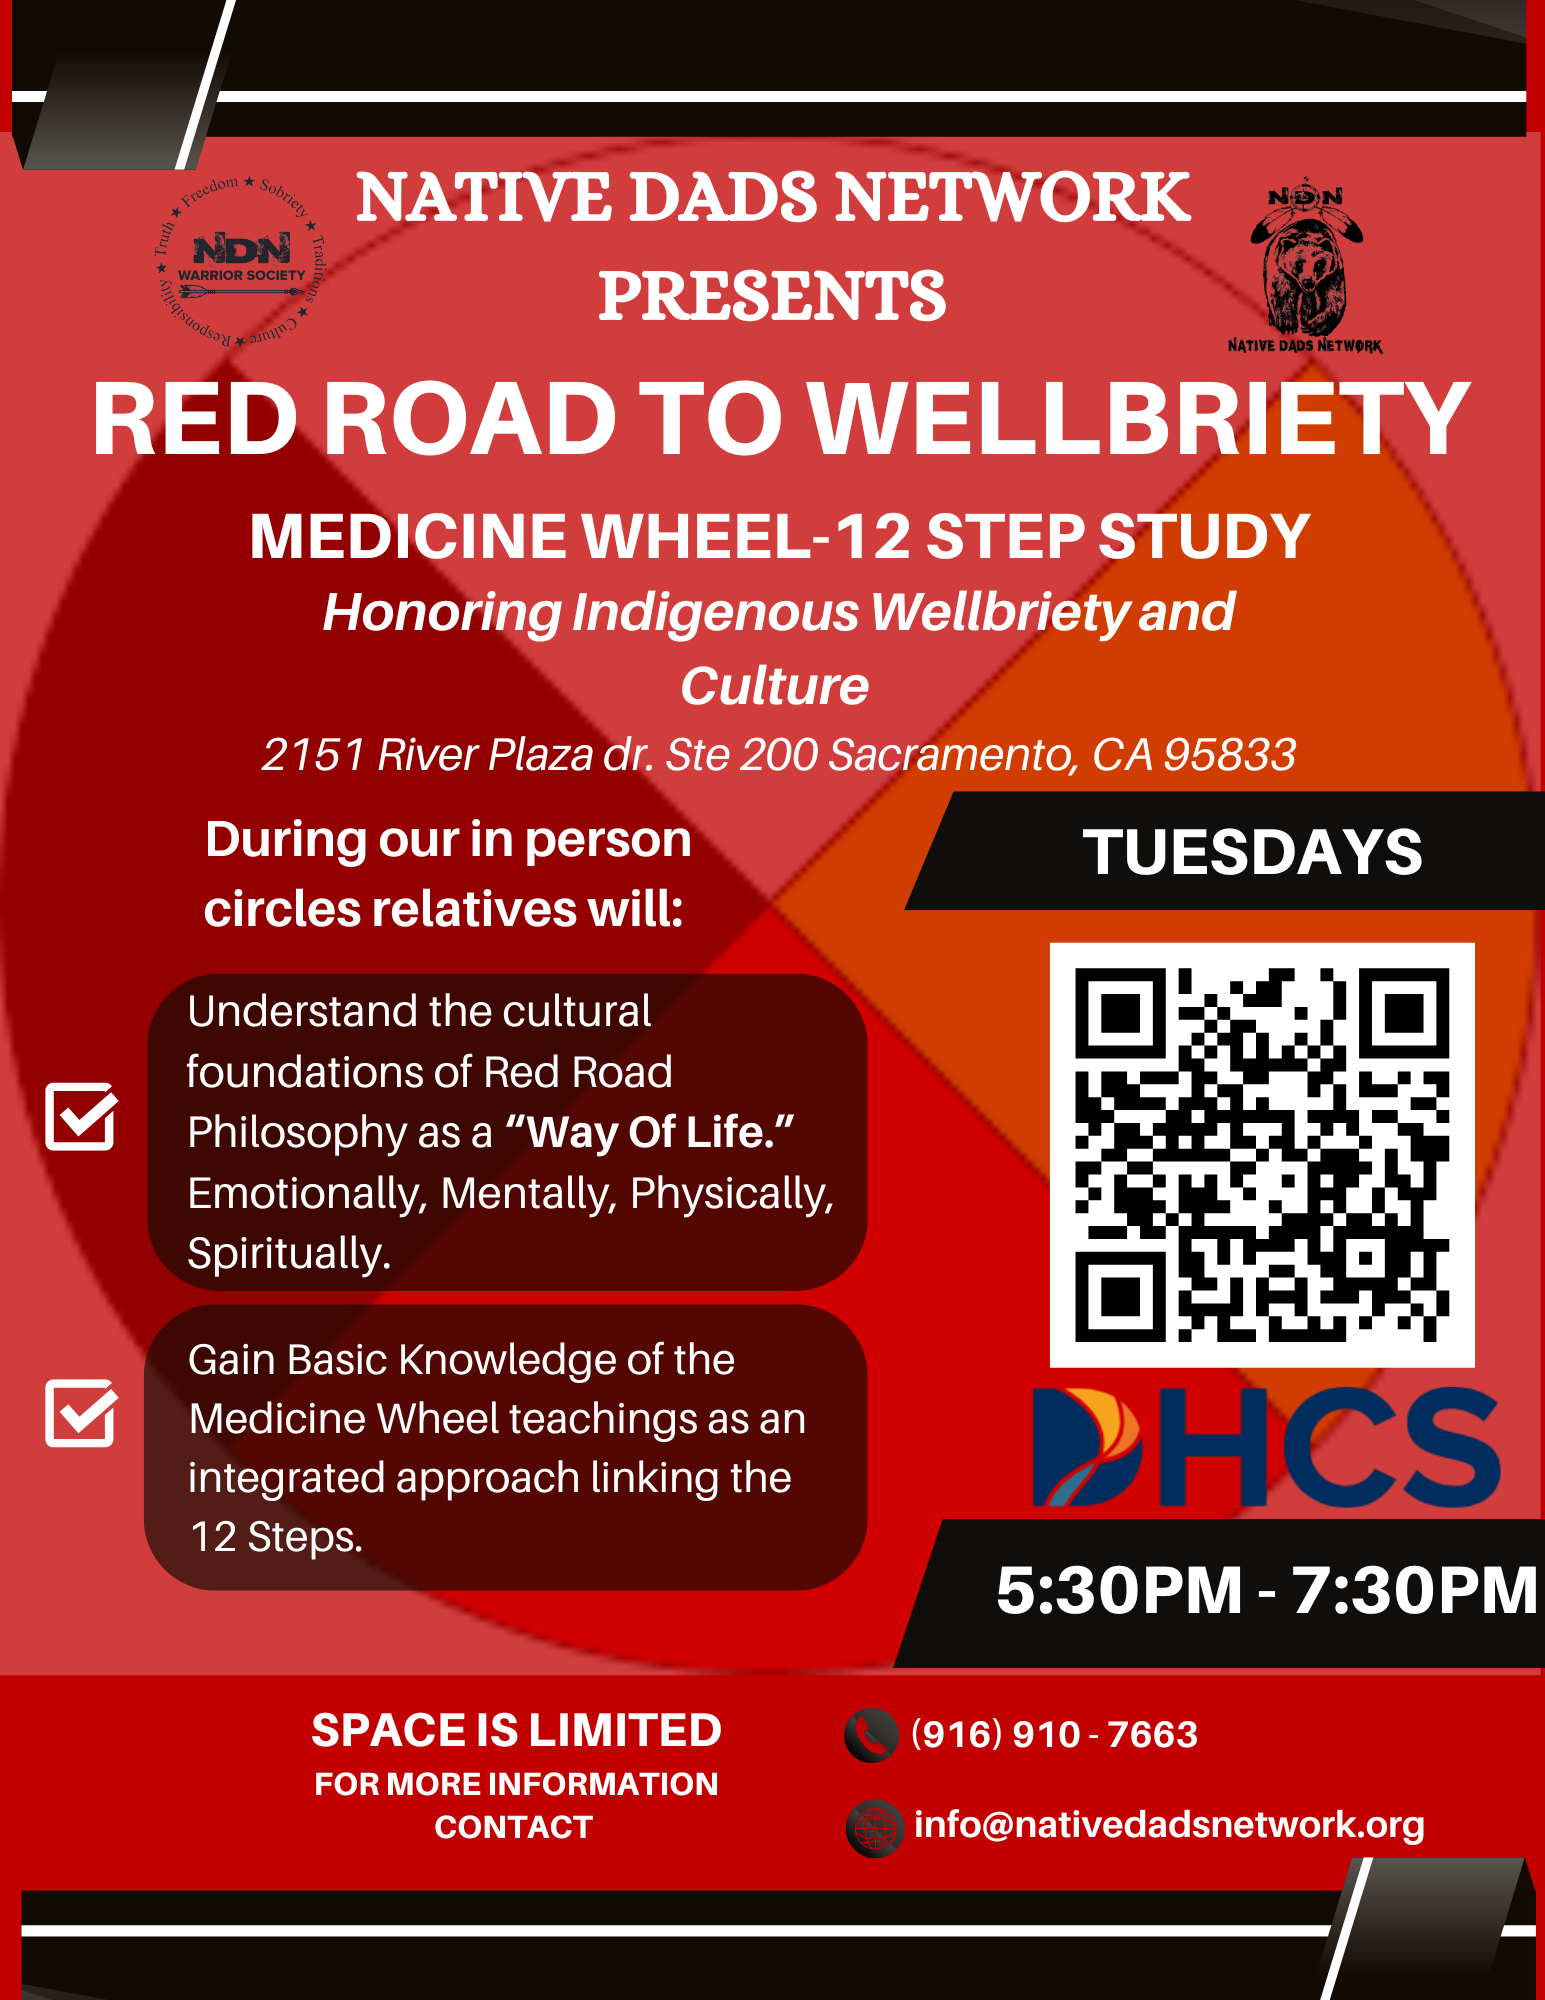 NATIVE DADS NETWORK
PRESENTS
Truth ★ Freedom ★ Sobriety ★ Traditions ★ Culture ★ Responsibility ★
NDN
WARRIOR SOCIETY
NDN
NATIVE DADS NETWORK
RED ROAD TO WELLBRIETY
MEDICINE WHEEL-12 STEP STUDY
Honoring Indigenous Wellbriety and
Culture
2151 River Plaza dr. Ste 200 Sacramento, CA 95833
During our in person
circles relatives will:
Understand the cultural
foundations of Red Road
Philosophy as a “Way Of Life.”
Emotionally, Mentally, Physically,
Spiritually.
Gain Basic Knowledge of the
Medicine Wheel teachings as an
integrated approach linking the
12 Steps.
TUESDAYS
DHCS
5:30PM - 7:30PM
SPACE IS LIMITED
FOR MORE INFORMATION
CONTACT
(916) 910 - 7663
info@nativedadsnetwork.org